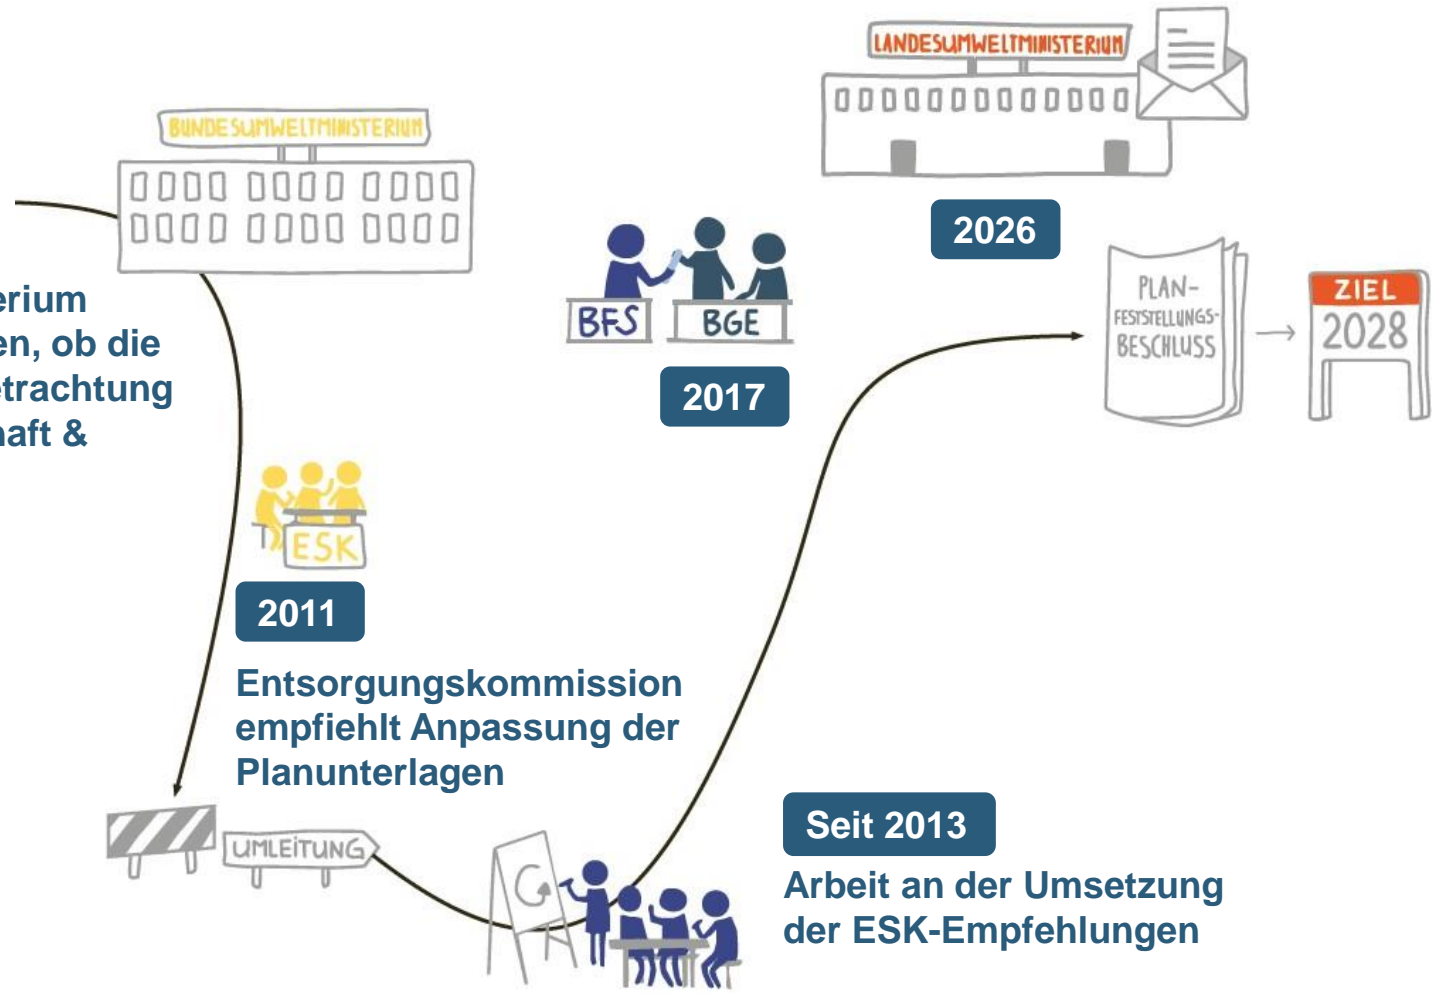 LANDESUMWELTMINISTERIUM
BUNDESUMWELTMINISTERIUM
2026
BFS
BGE
2017
PLAN-
FESTSTELLUNGS-
BESCHLUSS
ZIEL
2028
erium
en, ob die
etrachtung
haft &
ESK
2011
Entsorgungskommission
empfiehlt Anpassung der
Planunterlagen
UMLEITUNG
Seit 2013
Arbeit an der Umsetzung
der ESK-Empfehlungen